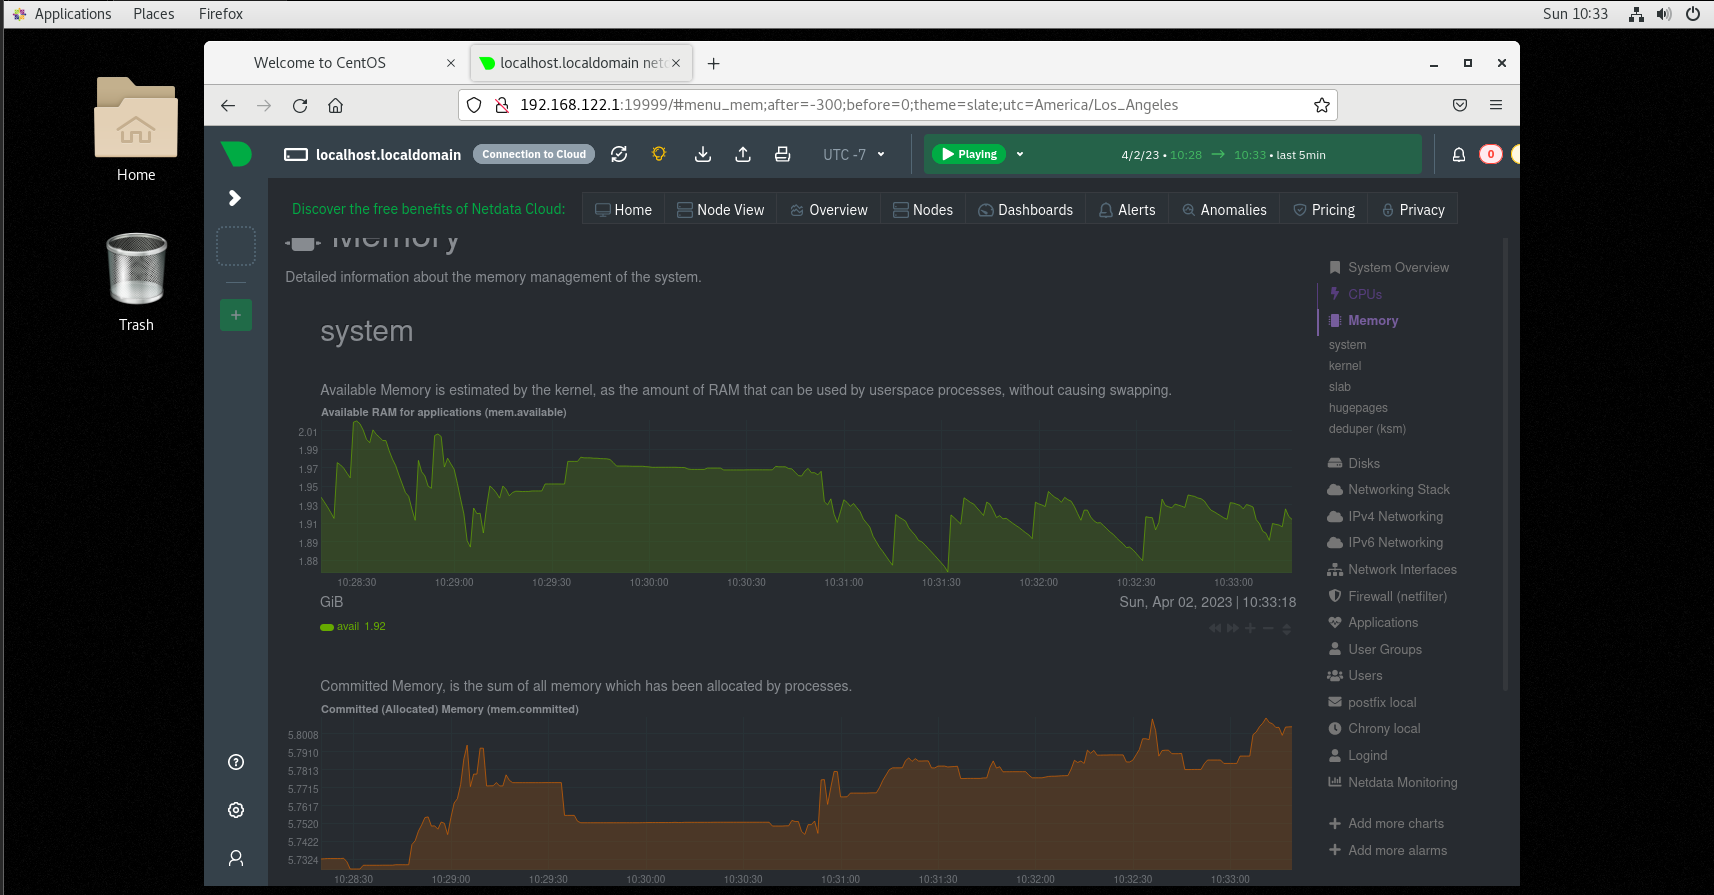 Applications Places Firefox Sun 10:33
Home
Trash
Welcome to CentOS localhost.localdomain netd
192.168.122.1:19999/#menu_mem;after=-300;before=0;theme=slate;utc=America/Los_Angeles
localhost.localdomain Connection to Cloud UTC -7 Playing 4/2/23 • 10:28 → 10:33 • last 5min 0
Discover the free benefits of Netdata Cloud: Home Node View Overview Nodes Dashboards Alerts Anomalies Pricing Privacy
Memory
Detailed information about the memory management of the system.
system
Available Memory is estimated by the kernel, as the amount of RAM that can be used by userspace processes, without causing swapping.
Available RAM for applications (mem.available)
2.01
1.99
1.97
1.95
1.93
1.91
1.89
1.88
10:28:30 10:29:00 10:29:30 10:30:00 10:30:30 10:31:00 10:31:30 10:32:00 10:32:30 10:33:00
GiB Sun, Apr 02, 2023 | 10:33:18
avail 1.92
Committed Memory, is the sum of all memory which has been allocated by processes.
Committed (Allocated) Memory (mem.committed)
5.8008
5.7910
5.7813
5.7715
5.7617
5.7520
5.7422
5.7324
10:28:30 10:29:00 10:29:30 10:30:00 10:30:30 10:31:00 10:31:30 10:32:00 10:32:30 10:33:00
System Overview
CPUs
Memory
system
kernel
slab
hugepages
deduper (ksm)
Disks
Networking Stack
IPv4 Networking
IPv6 Networking
Network Interfaces
Firewall (netfilter)
Applications
User Groups
Users
postfix local
Chrony local
Logind
Netdata Monitoring
Add more charts
Add more alarms